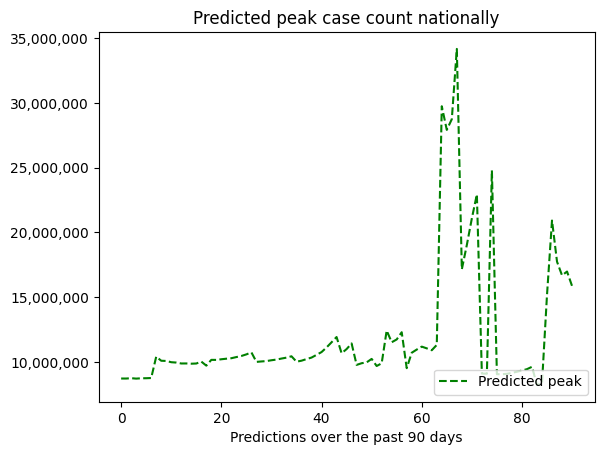 Predicted peak case count nationally
35,000,000
30,000,000
25,000,000
20,000,000
15,000,000
10,000,000
Predicted peak
0 20 40 60 80
Predictions over the past 90 days